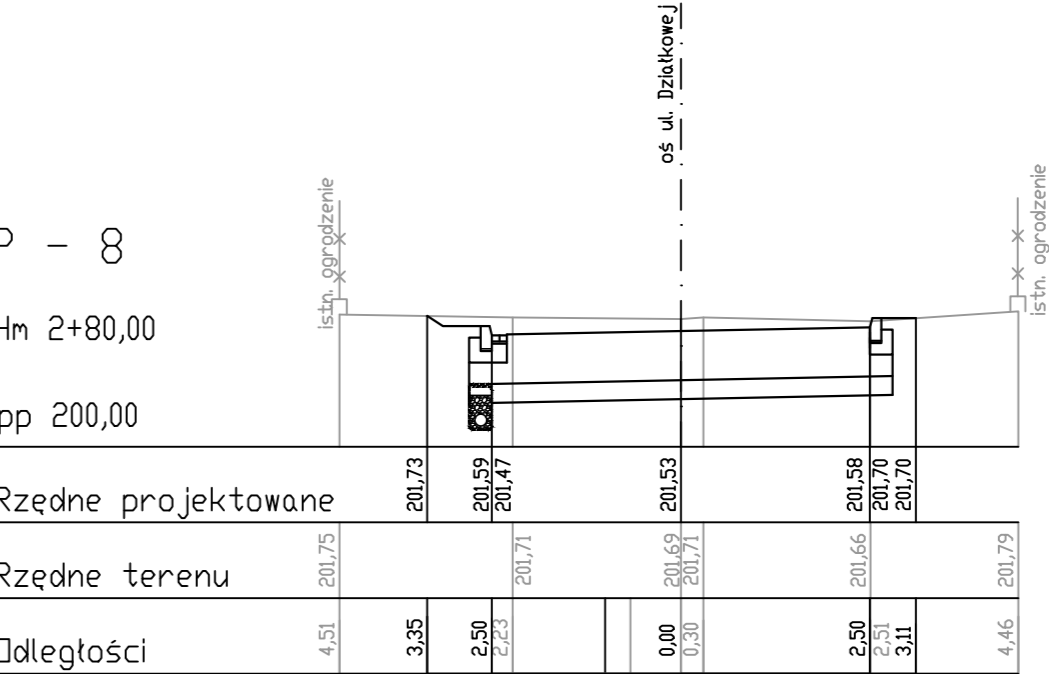 oś ul. Działkowej
istn. ogrodzenie
istn. ogrodzenie
P - 8
Hm 2+80,00
pp 200,00
Rzędne projektowane 201,73 201,59 201,47 201,53 201,58 201,70 201,70
Rzędne terenu 201,75 201,71 201,69 201,71 201,66 201,79
Odległości 4,51 3,35 2,50 2,23 0,00 0,30 2,50 2,51 3,11 4,46